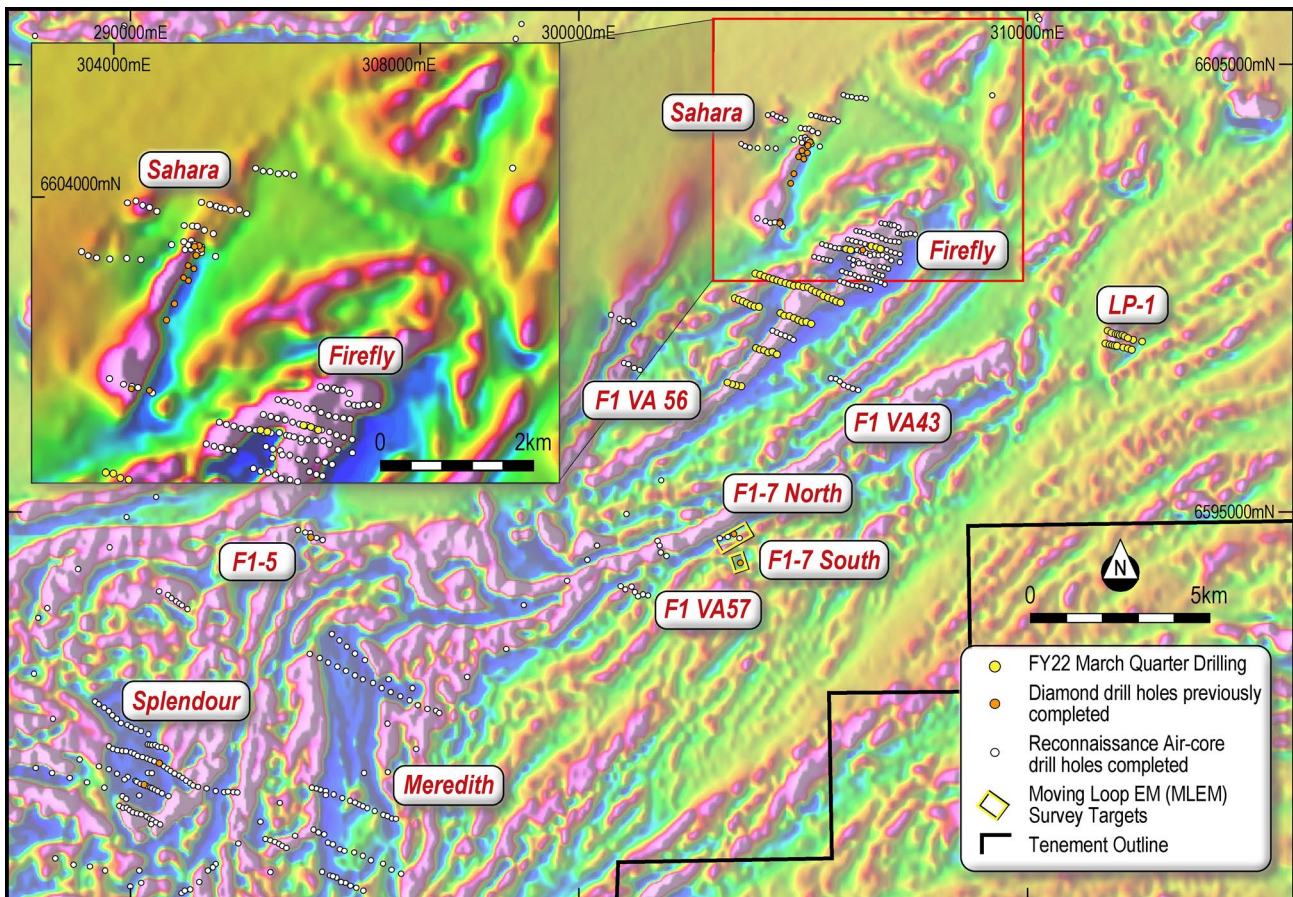 290000mE
300000mE
310000mE
304000mE
308000mE
6605000mN
Sahara
Sahara
6604000mN
Firefly
LP-1
Firefly
F1 VA 56
F1 VA43
0 2km
F1-7 North
6595000mN
F1-5
F1-7 South
N
F1 VA57
0 5km
FY22 March Quarter Drilling
Diamond drill holes previously
completed
Reconnaissance Air-core
drill holes completed
Moving Loop EM (MLEM)
Survey Targets
Tenement Outline
Splendour
Meredith